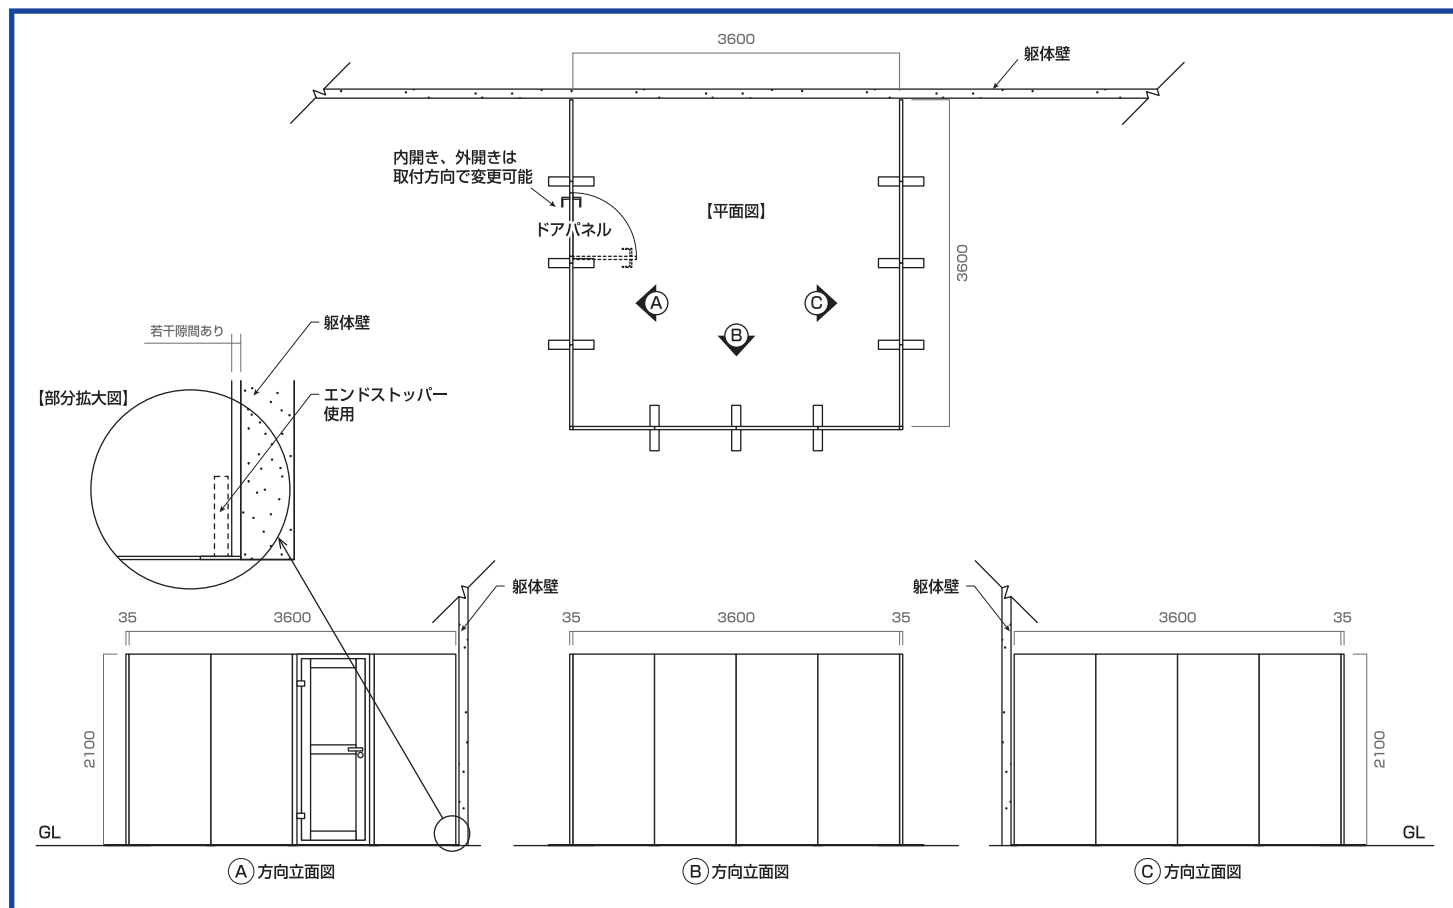 3600
躯体壁
内開き、外開きは
取付方向で変更可能
【平面図】
ドアパネル
3600
A
C
B
若干隙間あり
躯体壁
【部分拡大図】
エンドストッパー
使用
躯体壁
躯体壁
35
3600
35
3600
35
3600
35
2100
2100
GL
GL
A 方向立面図
B 方向立面図
C 方向立面図